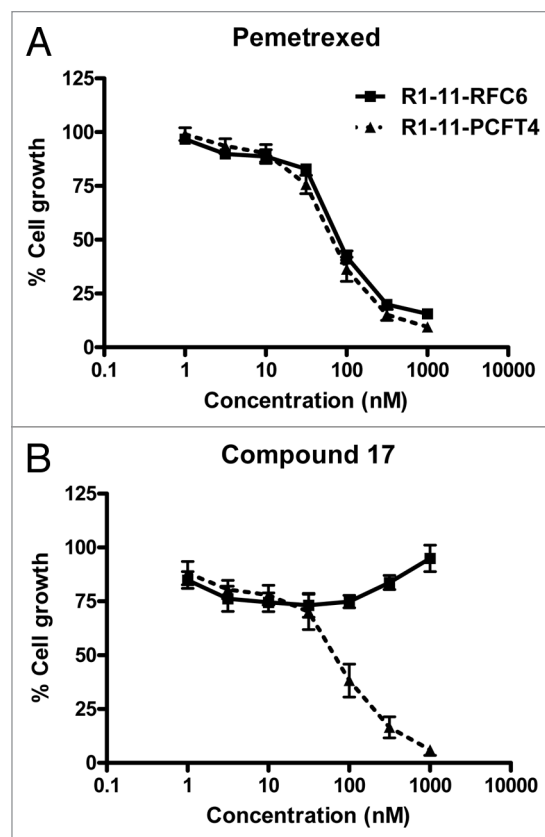 A
Pemetrexed
125
100
75
50
25
0
% Cell growth
R1-11-RFC6
R1-11-PCFT4
0.1 1 10 100 1000 10000
Concentration (nM)
B
Compound 17
125
100
75
50
25
0
% Cell growth
0.1 1 10 100 1000 10000
Concentration (nM)